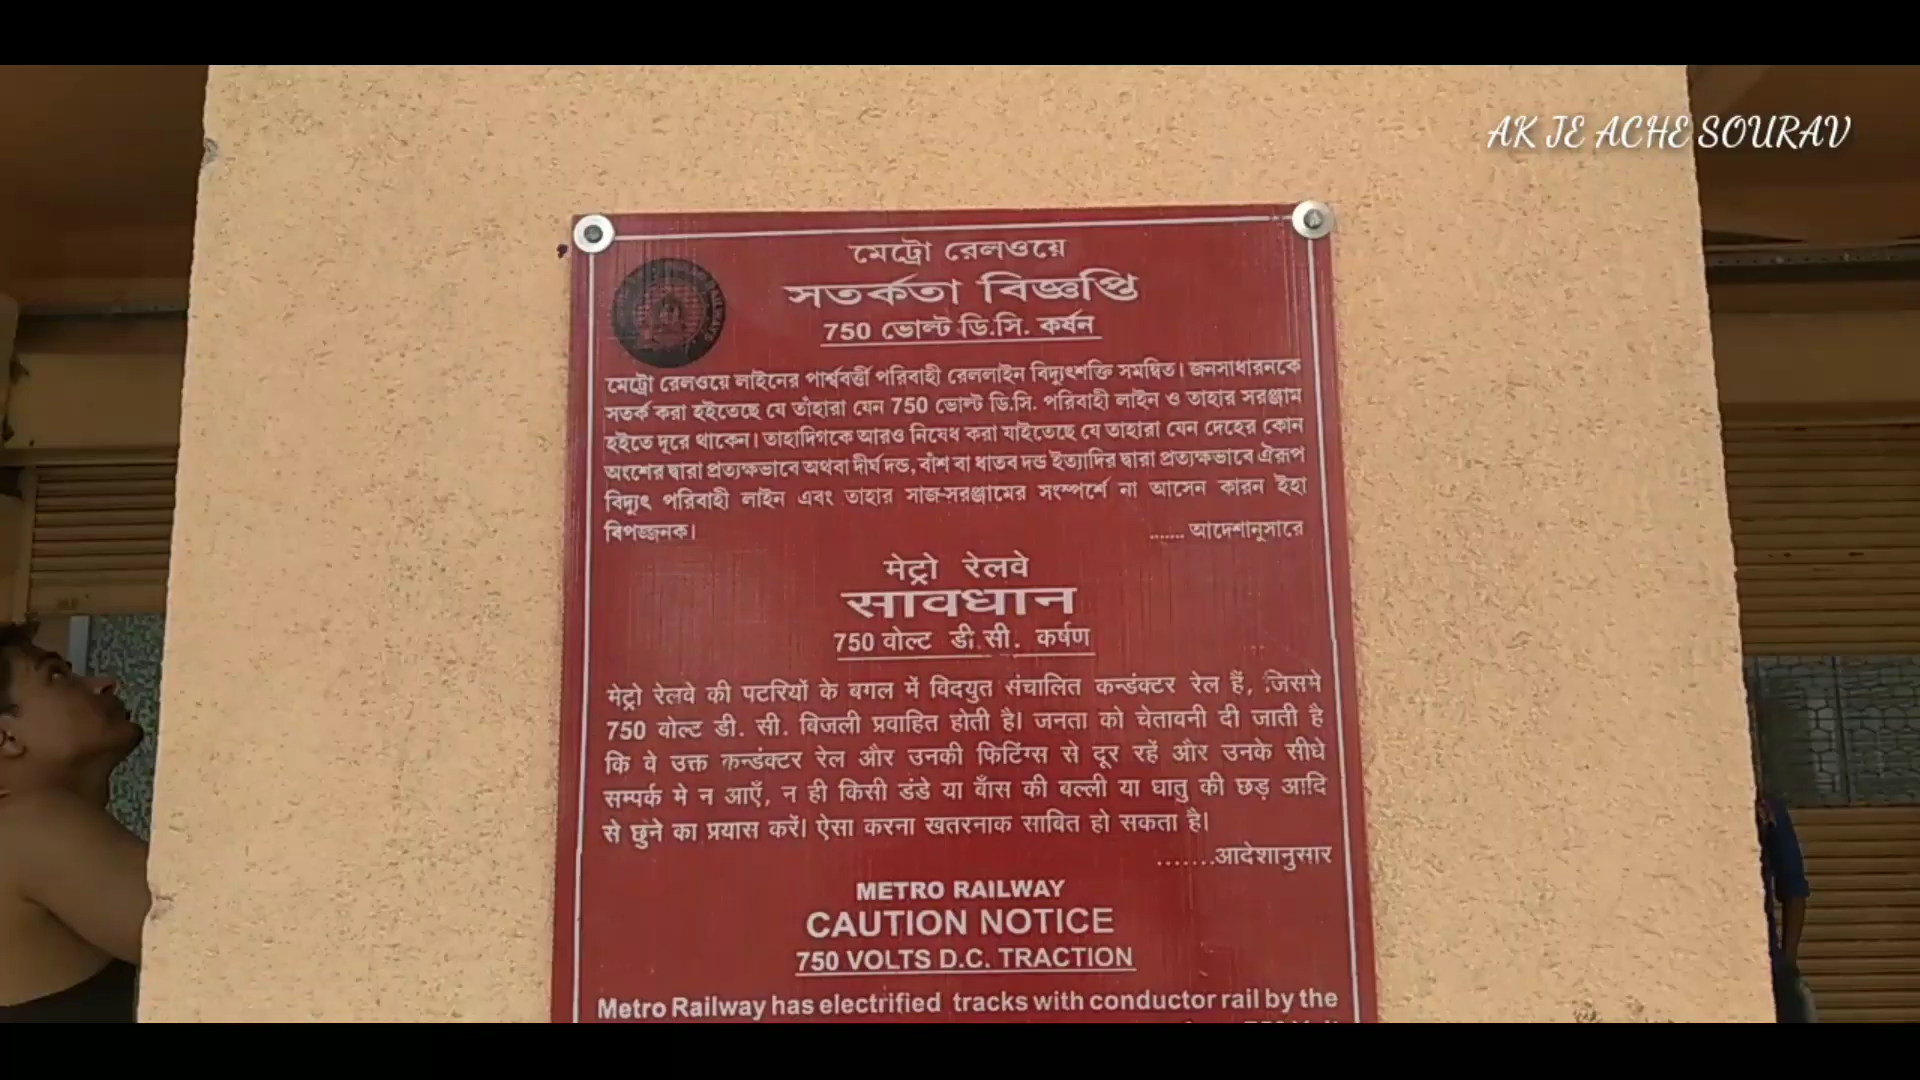 AK JE ACHE SOURAV
মেট্রো রেলওয়ে
সতর্কতা বিজ্ঞপ্তি
750 ভোল্ট ডি.সি. কর্যন
মেট্রো রেলওয়ে লাইনের পার্শ্ববর্ত্তী পরিবাহী রেললাইন বিদ্যুৎশক্তি সমন্বিত। জনসাধারনকে
সতর্ক করা হইতেছে যে তাঁহারা যেন 750 ভোল্ট ডি.সি. পরিবাহী লাইন ও তাহার সরঞ্জাম
হইতে দূরে থাকেন। তাহাদিগকে আরও নিষেধ করা যাইতেছে যে তাহারা যেন দেহের কোন
অংশের দ্বারা প্রত্যক্ষভাবে অথবা দীর্ঘ দন্ড, বাঁশ বা ধাতব দন্ড ইত্যাদির দ্বারা প্রত্যক্ষভাবে ঐরূপ
বিদ্যুৎ পরিবাহী লাইন এবং তাহার সাজ-সরঞ্জামের সংস্পর্শে না আসেন কারন ইহা
বিপজ্জনক।
....... আদেশানুসারে
मेट्रो रेलवे
सावधान
750 वोल्ट डी.सी. कर्षण
मेट्रो रेलवे की पटरियों के बगल में विदयुत संचालित कन्डंक्टर रेल हैं, जिसमे
750 वोल्ट डी. सी. बिजली प्रवाहित होती है। जनता को चेतावनी दी जाती है
कि वे उक्त कन्डंक्टर रेल और उनकी फिटिंग्स से दूर रहें और उनके सीधे
सम्पर्क मे न आएँ, न ही किसी डंडे या बाँस की बल्ली या धातु की छड़ आदि
से छुने का प्रयास करें। ऐसा करना खतरनाक साबित हो सकता है।
.......आदेशानुसार
METRO RAILWAY
CAUTION NOTICE
750 VOLTS D.C. TRACTION
Metro Railway has electrified tracks with conductor rail by the